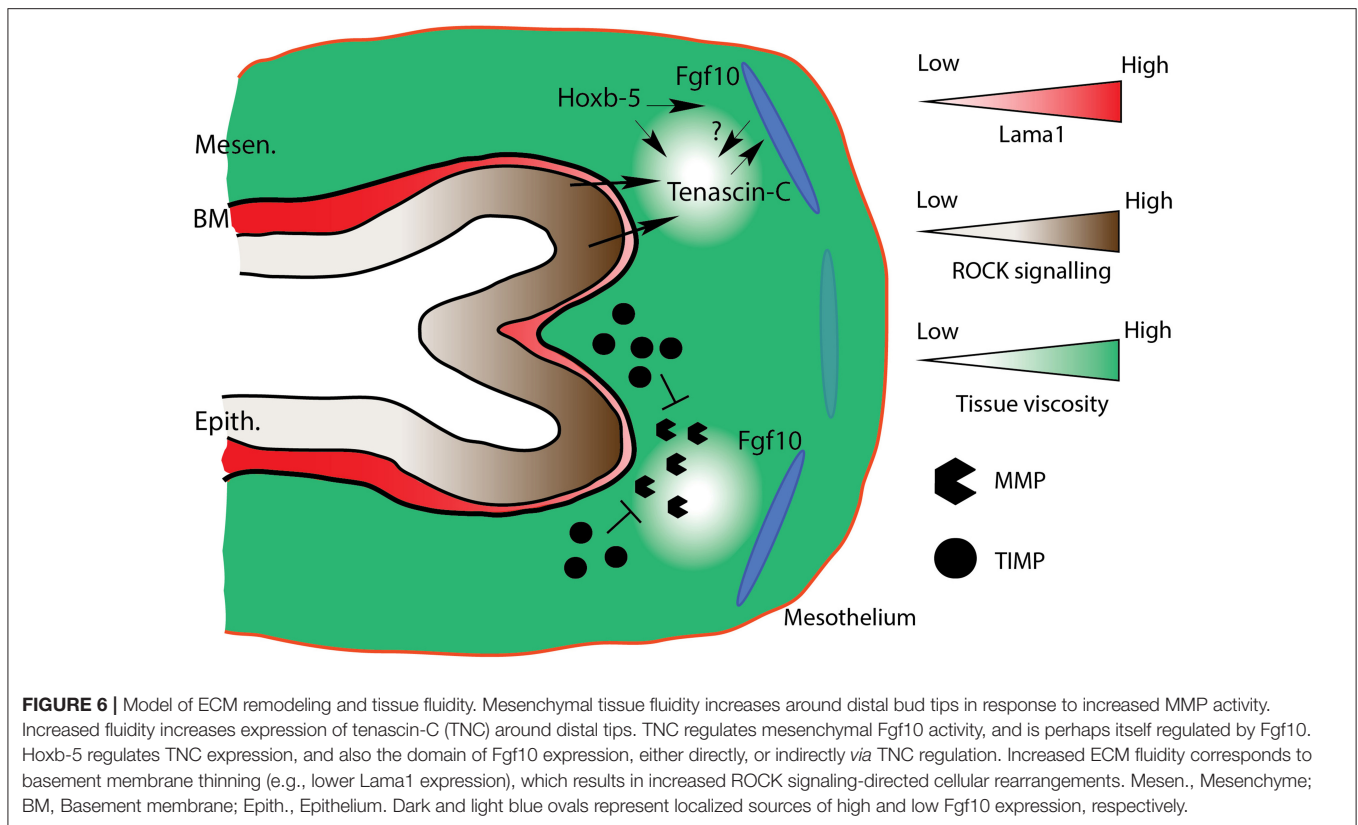 Fgf10
Hoxb-5
?
Mesen.
Tenascin-C
BM
Epith.
Fgf10
Mesothelium
Low
High
Lama1
Low
High
ROCK signalling
Low
High
Tissue viscosity
MMP
TIMP
FIGURE 6 | Model of ECM remodeling and tissue fluidity. Mesenchymal tissue fluidity increases around distal bud tips in response to increased MMP activity.
Increased fluidity increases expression of tenascin-C (TNC) around distal tips. TNC regulates mesenchymal Fgf10 activity, and is perhaps itself regulated by Fgf10.
Hoxb-5 regulates TNC expression, and also the domain of Fgf10 expression, either directly, or indirectly via TNC regulation. Increased ECM fluidity corresponds to
basement membrane thinning (e.g., lower Lama1 expression), which results in increased ROCK signaling-directed cellular rearrangements. Mesen., Mesenchyme;
BM, Basement membrane; Epith., Epithelium. Dark and light blue ovals represent localized sources of high and low Fgf10 expression, respectively.